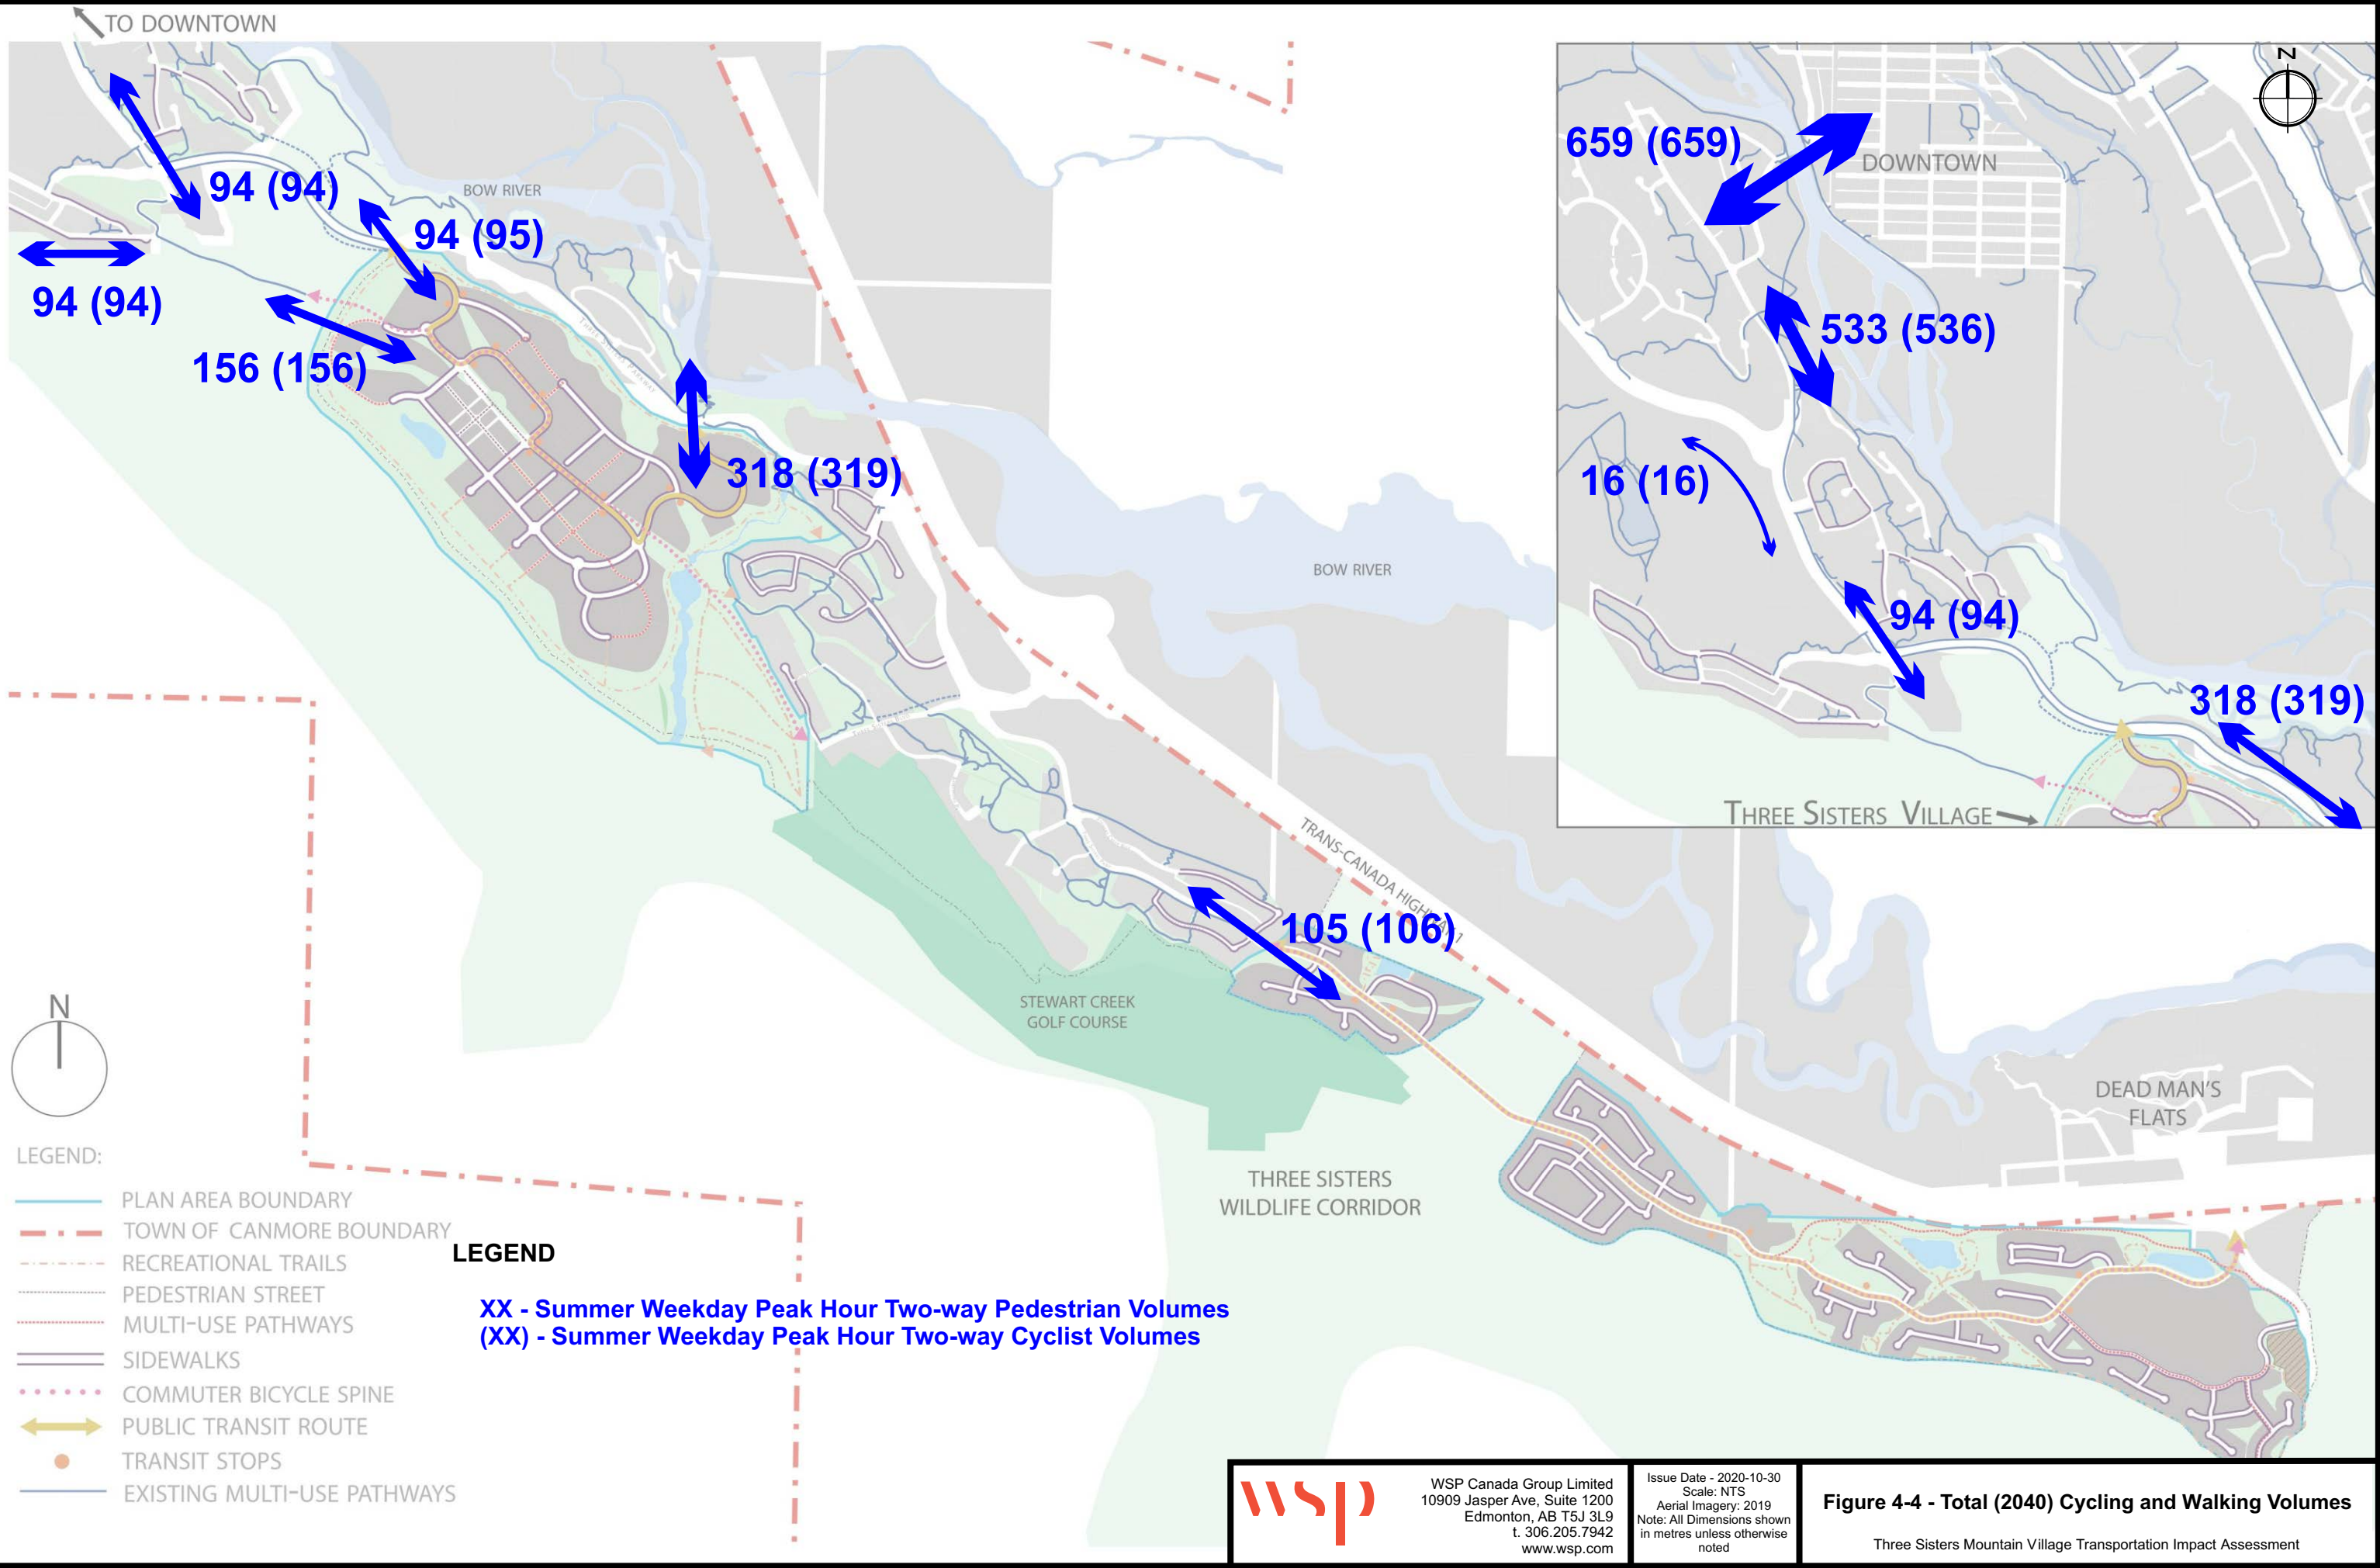 TO DOWNTOWN
94 (94)
BOW RIVER
94 (95)
94 (94)
156 (156)
THREE SISTERS PARKWAY
318 (319)
BOW RIVER
N
659 (659)
DOWNTOWN
533 (536)
16 (16)
94 (94)
318 (319)
THREE SISTERS VILLAGE
TRANS-CANADA HIGHWAY 1
105 (106)
STEWART CREEK
GOLF COURSE
DEAD MAN'S
FLATS
THREE SISTERS
WILDLIFE CORRIDOR
N
LEGEND:
PLAN AREA BOUNDARY
TOWN OF CANMORE BOUNDARY
RECREATIONAL TRAILS
PEDESTRIAN STREET
MULTI-USE PATHWAYS
SIDEWALKS
COMMUTER BICYCLE SPINE
PUBLIC TRANSIT ROUTE
TRANSIT STOPS
EXISTING MULTI-USE PATHWAYS
LEGEND
XX - Summer Weekday Peak Hour Two-way Pedestrian Volumes
(XX) - Summer Weekday Peak Hour Two-way Cyclist Volumes
wsp
WSP Canada Group Limited
10909 Jasper Ave, Suite 1200
Edmonton, AB T5J 3L9
t. 306.205.7942
www.wsp.com
Issue Date - 2020-10-30
Scale: NTS
Aerial Imagery: 2019
Note: All Dimensions shown
in metres unless otherwise
noted
Figure 4-4 - Total (2040) Cycling and Walking Volumes
Three Sisters Mountain Village Transportation Impact Assessment